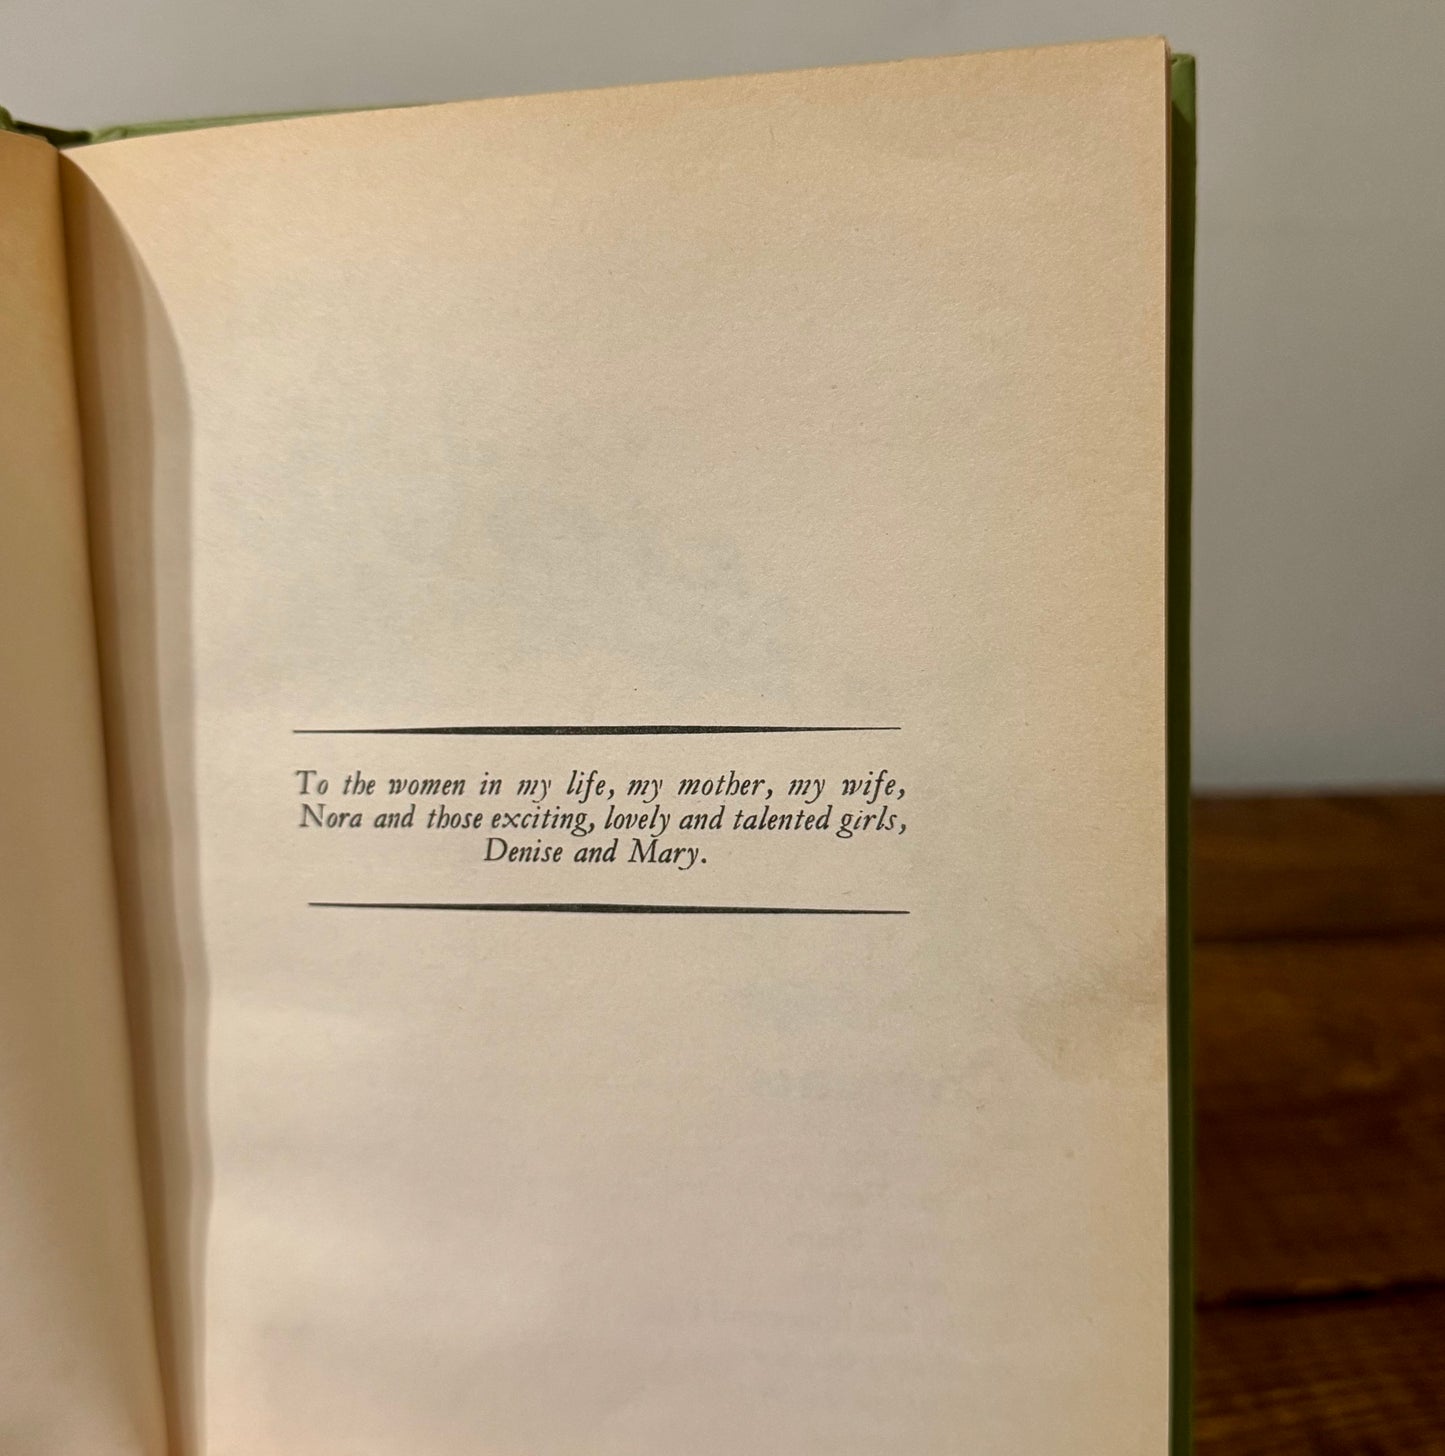 To the women in my life, my mother, my wife,
Nora and those exciting, lovely and talented girls,
Denise and Mary.